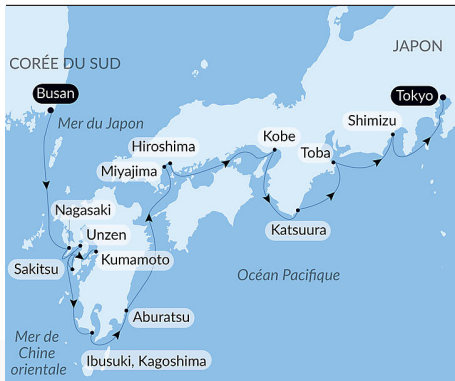 JAPON
CORÉE DU SUD
Busan
Tokyo
Mer du Japon
Shimizu
Hiroshima
Kobe
Toba
Miyajima
Nagasaki
Unzen
Katsuura
Kumamoto
Sakitsu
Océan Pacifique
Aburatsu
Mer de
Chine
orientale
Ibusuki, Kagoshima